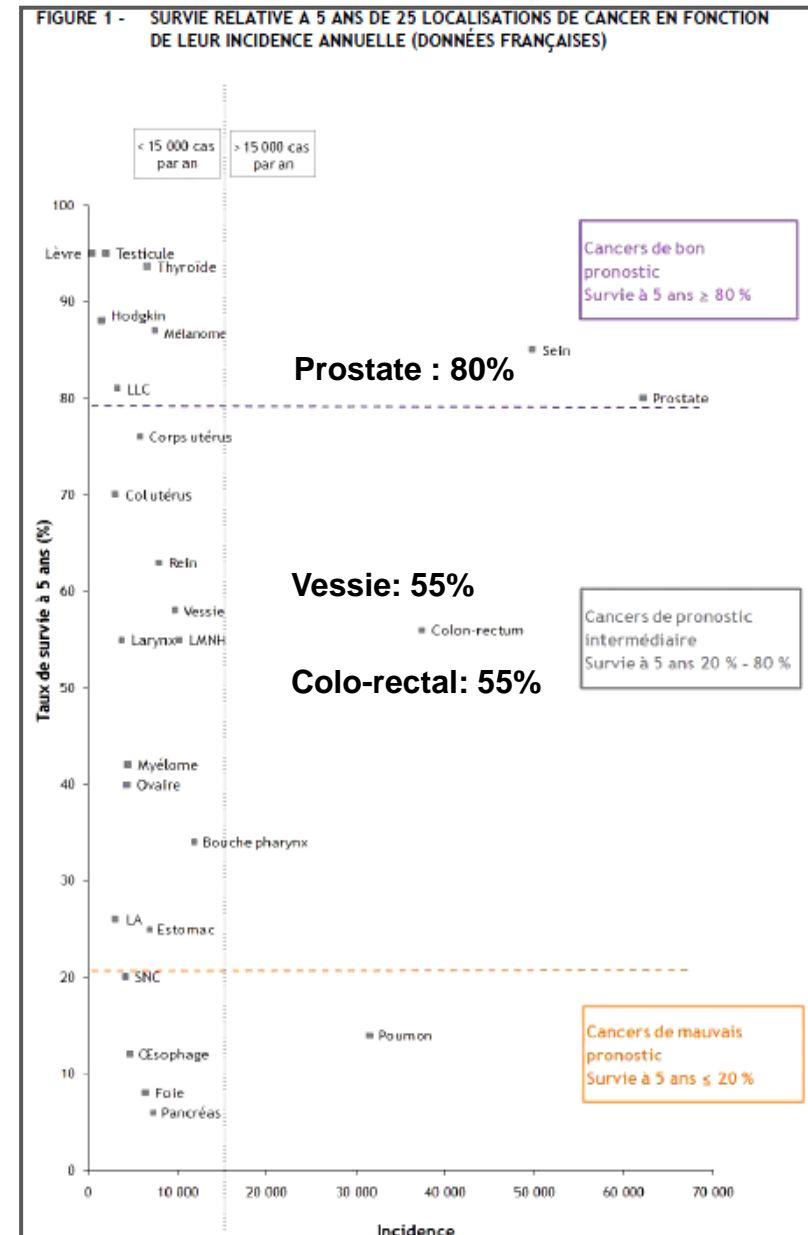 FIGURE 1 - SURVIE RELATIVE A 5 ANS DE 25 LOCALISATIONS DE CANCER EN FONCTION
DE LEUR INCIDENCE ANNUELLE (DONNÉES FRANÇAISES)
< 15 000 cas
par an
> 15 000 cas
par an
Taux de survie à 5 ans (%)
100
Lèvre
Testicule
Thyroïde
Cancers de bon
pronostic
Survie à 5 ans ≥ 80 %
90
Hodgkin
Mélanome
Sein
Prostate : 80%
LLC
80
Prostate
Corps utérus
70
Col utérus
Rein
60
Vessie: 55%
Vessie
Cancers de pronostic
intermédiaire
Survie à 5 ans 20 % - 80 %
Colon-rectum
Larynx
LMNH
50
Colo-rectal: 55%
Myélome
40
Ovaire
Bouche pharynx
30
LA
Estomac
20
SNC
Poumon
Cancers de mauvais
pronostic
Survie à 5 ans ≤ 20 %
Œsophage
10
Foie
Pancréas
0
0 10 000 20 000 30 000 40 000 50 000 60 000 70 000
Incidence